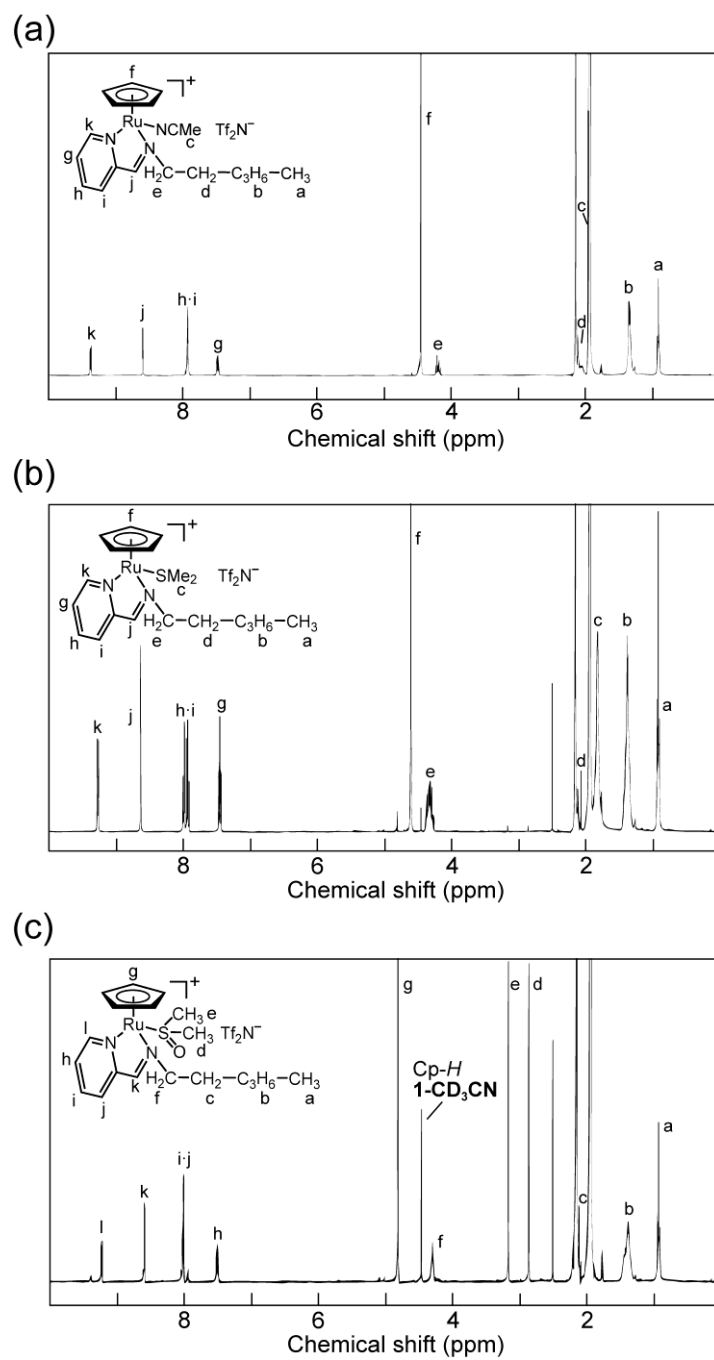 (a)
f
+
k
Ru
NCMe
Tf₂N⁻
c
g
N
N
h
i
j
H₂C—CH₂—C₃H₆—CH₃
e
d
b
a
k
j
h·i
g
f
e
c
d
b
a
8
6
4
2
Chemical shift (ppm)
(b)
f
+
k
Ru
SMe₂
Tf₂N⁻
c
g
N
N
h
i
j
H₂C—CH₂—C₃H₆—CH₃
e
d
b
a
k
j
h·i
g
f
e
d
c
b
a
8
6
4
2
Chemical shift (ppm)
(c)
g
+
CH₃
e
l
Ru
S
CH₃
Tf₂N⁻
O
d
h
N
N
i
j
k
H₂C—CH₂—C₃H₆—CH₃
f
c
b
a
l
k
i·j
h
g
Cp-H
1-CD₃CN
f
e
d
c
b
a
8
6
4
2
Chemical shift (ppm)